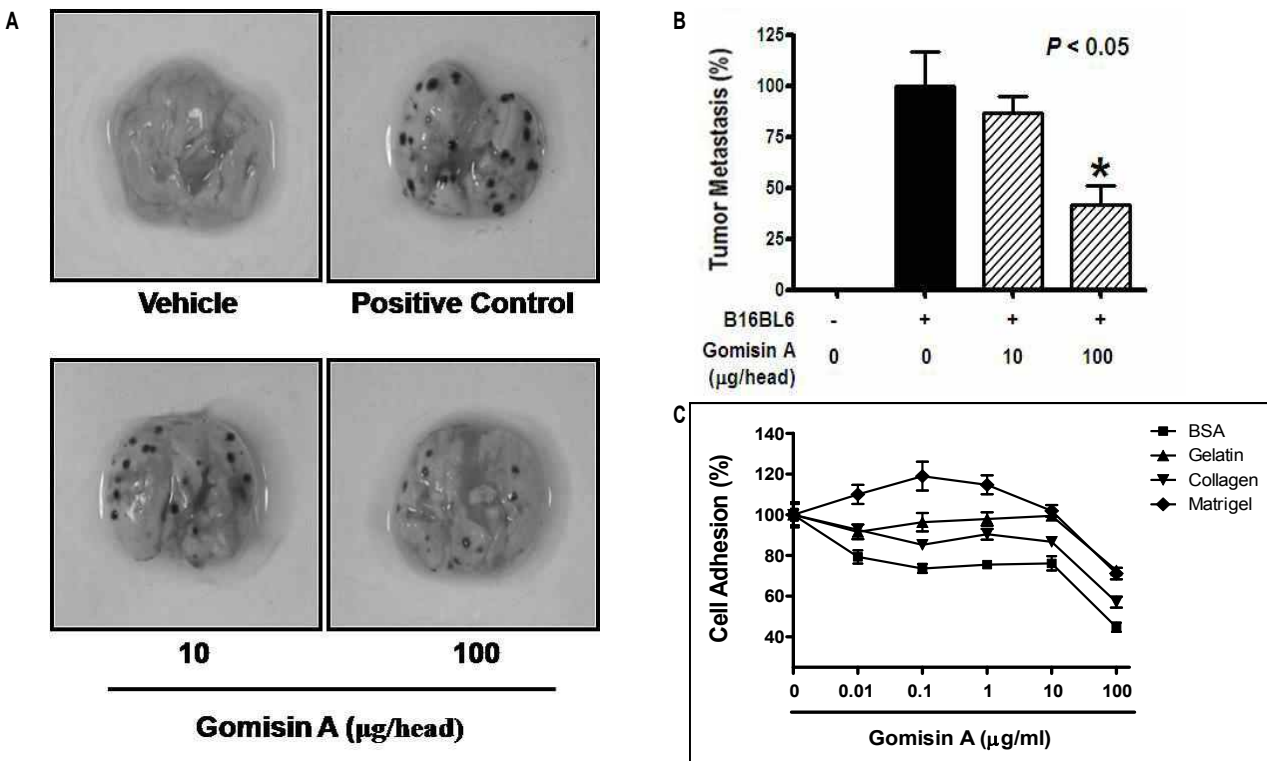 A
Vehicle
Positive Control
10
100
Gomisin A (µg/head)
B
Tumor Metastasis (%)
125
100
75
50
25
0
P < 0.05
*
B16BL6 - + + +
Gomisin A 0 0 10 100
(µg/head)
C
Cell Adhesion (%)
140
120
100
80
60
40
0 0.01 0.1 1 10 100
Gomisin A (µg/ml)
BSA
Gelatin
Collagen
Matrigel